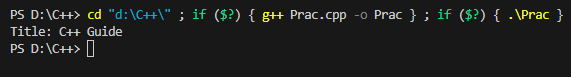 PS D:\C++> cd "d:\C++\" ; if ($?) { g++ Prac.cpp -o Prac } ; if ($?) { .\Prac }
Title: C++ Guide
PS D:\C++>